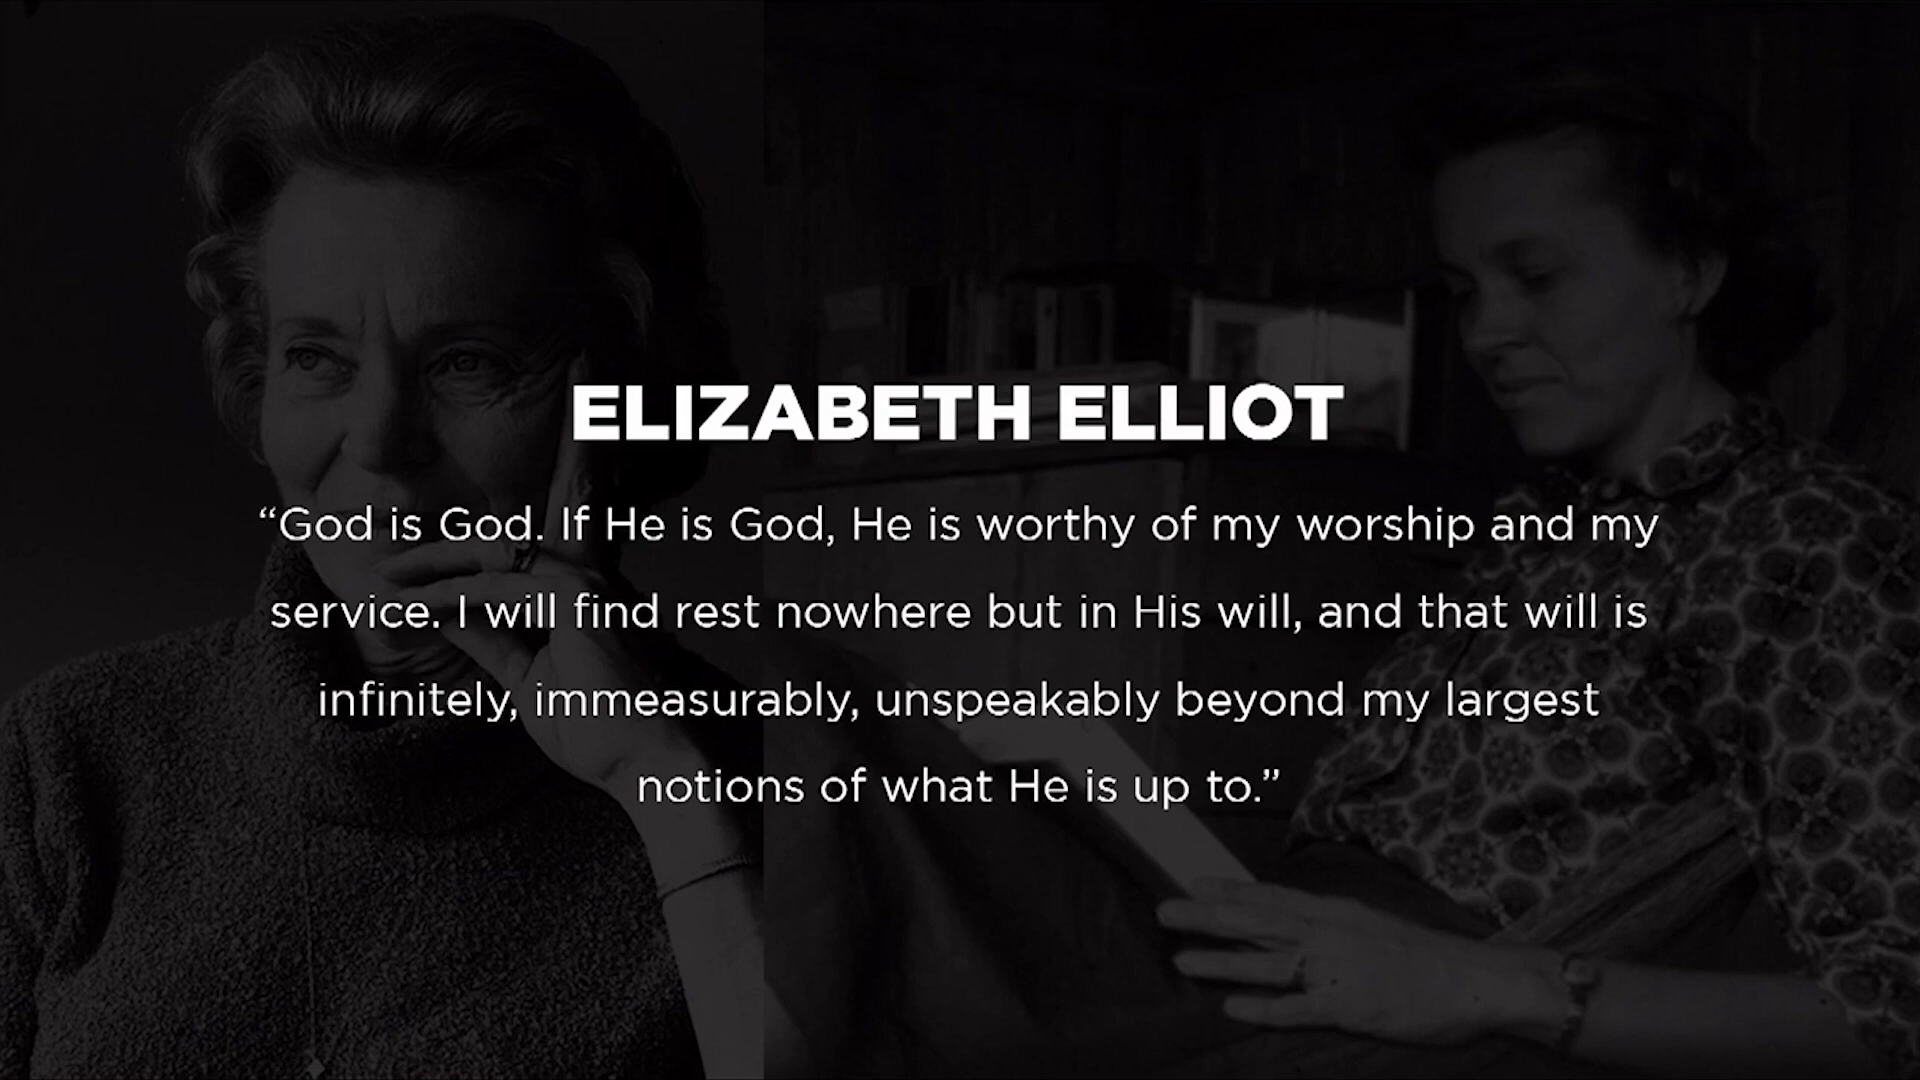 ELIZABETH ELLIOT
“God is God. If He is God, He is worthy of my worship and my
service. I will find rest nowhere but in His will, and that will is
infinitely, immeasurably, unspeakably beyond my largest
notions of what He is up to.”